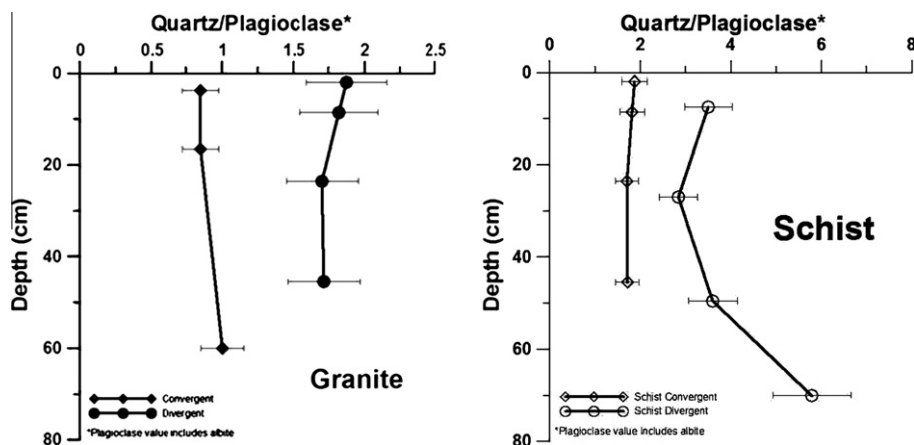 Quartz/Plagioclase*
0 0.5 1 1.5 2 2.5
0
20
40
60
80
Depth (cm)
Granite
Convergent
Divergent
*Plagioclase value includes albite
Quartz/Plagioclase*
0 2 4 6 8
0
20
40
60
80
Depth (cm)
Schist
Schist Convergent
Schist Divergent
*Plagioclase value includes albite